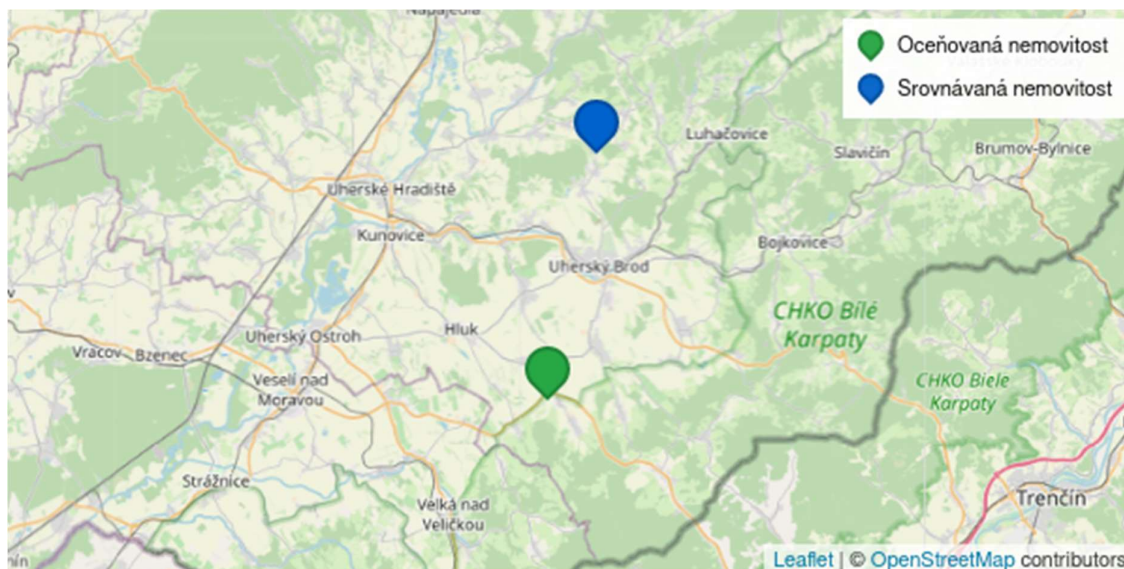 Napajedla
Oceňovaná nemovitost
Srovnávaná nemovitost
Luhačovice
Slavičín
Brumov-Bylnice
Uherské Hradiště
Kunovice
Bojkovice
Uherský Brod
CHKO Bílé
Karpaty
Uherský Ostroh
Hluk
Vracov
Bzenec
Veselí nad
Moravou
CHKO Biele
Karpaty
Strážnice
Velká nad
Veličkou
Trenčín
Leaflet | © OpenStreetMap contributors